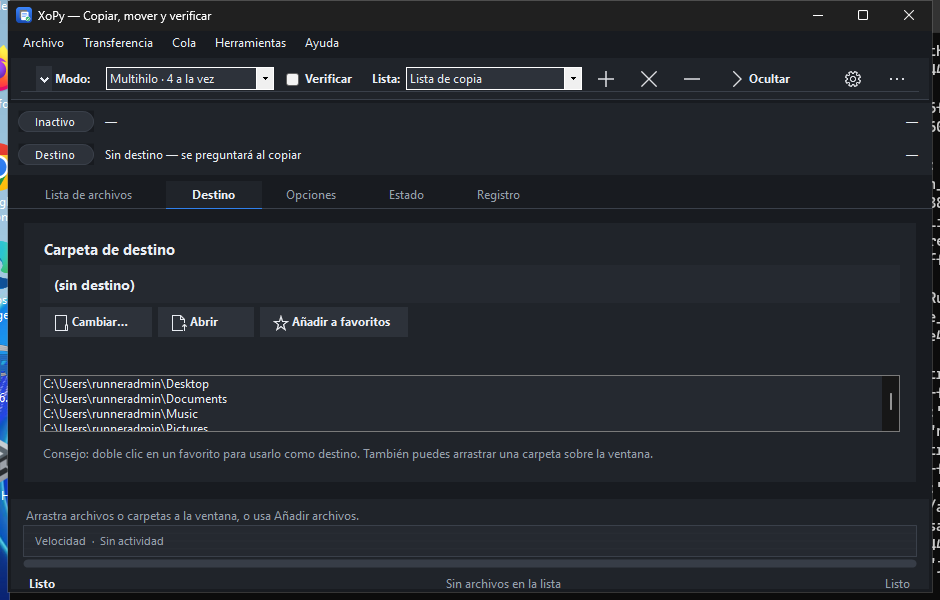 XoPy — Copiar, mover y verificar
Archivo Transferencia Cola Herramientas Ayuda
Modo: Multihilo · 4 a la vez Verificar Lista: Lista de copia Ocultar
Inactivo —
Destino Sin destino — se preguntará al copiar
Lista de archivos Destino Opciones Estado Registro
Carpeta de destino
(sin destino)
Cambiar... Abrir Añadir a favoritos
C:\Users\runneradmin\Desktop
C:\Users\runneradmin\Documents
C:\Users\runneradmin\Music
C:\Users\runneradmin\Pictures
Consejo: doble clic en un favorito para usarlo como destino. También puedes arrastrar una carpeta sobre la ventana.
Arrastra archivos o carpetas a la ventana, o usa Añadir archivos.
Velocidad · Sin actividad
Listo Sin archivos en la lista Listo